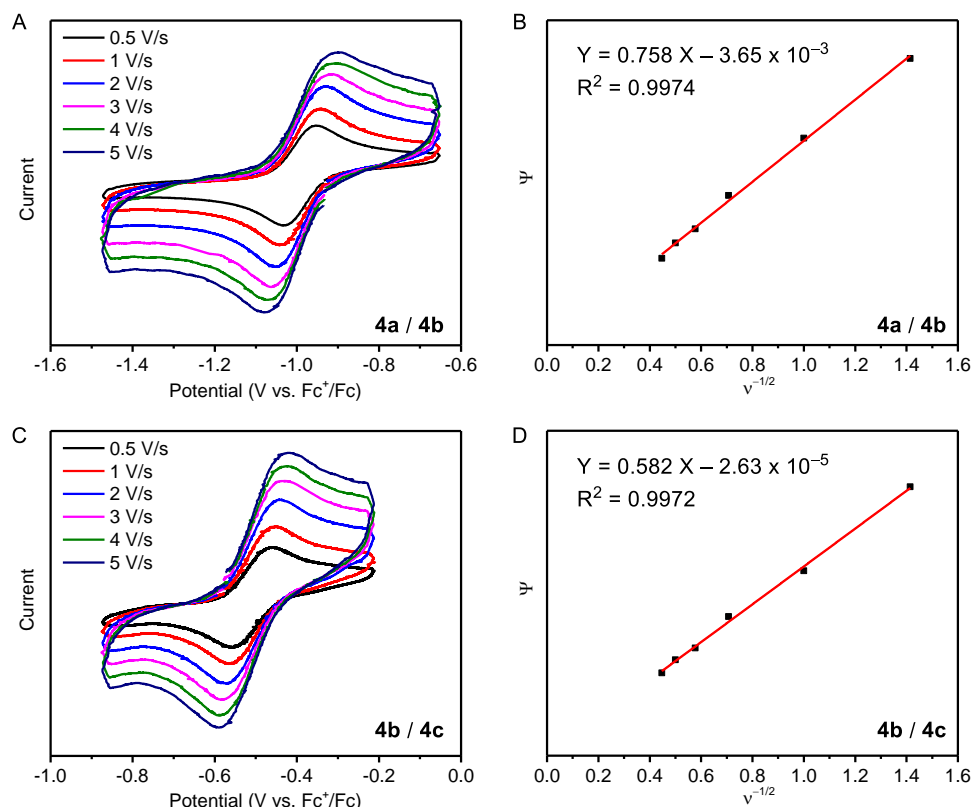 A
0.5 V/s
1 V/s
2 V/s
3 V/s
4 V/s
5 V/s
Current
4a / 4b
-1.6 -1.4 -1.2 -1.0 -0.8 -0.6
Potential (V vs. Fc⁺/Fc)
B
Y = 0.758 X – 3.65 x 10⁻³
R² = 0.9974
Ψ
4a / 4b
0.0 0.2 0.4 0.6 0.8 1.0 1.2 1.4 1.6
ν⁻¹/²
C
0.5 V/s
1 V/s
2 V/s
3 V/s
4 V/s
5 V/s
Current
4b / 4c
-1.0 -0.8 -0.6 -0.4 -0.2 0.0
Potential (V vs. Fc⁺/Fc)
D
Y = 0.582 X – 2.63 x 10⁻⁵
R² = 0.9972
Ψ
4b / 4c
0.0 0.2 0.4 0.6 0.8 1.0 1.2 1.4 1.6
ν⁻¹/²